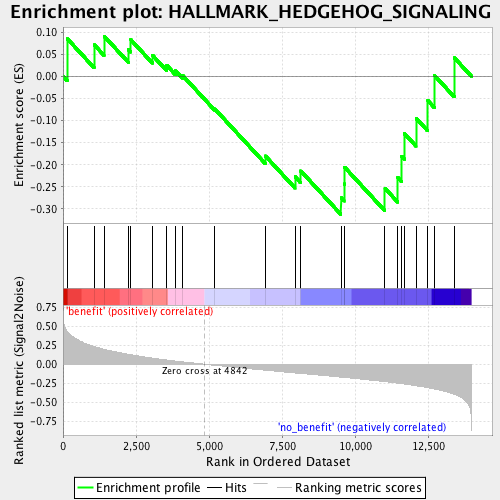 Enrichment plot: HALLMARK_HEDGEHOG_SIGNALING
Enrichment score (ES)
0.10
0.05
0.00
-0.05
-0.10
-0.15
-0.20
-0.25
-0.30
Ranked list metric (Signal2Noise)
0.75
0.50
0.25
0.00
-0.25
-0.50
-0.75
'benefit' (positively correlated)
Zero cross at 4842
'no_benefit' (negatively correlated)
0
2,500
5,000
7,500
10,000
12,500
Rank in Ordered Dataset
Enrichment profile
Hits
Ranking metric scores